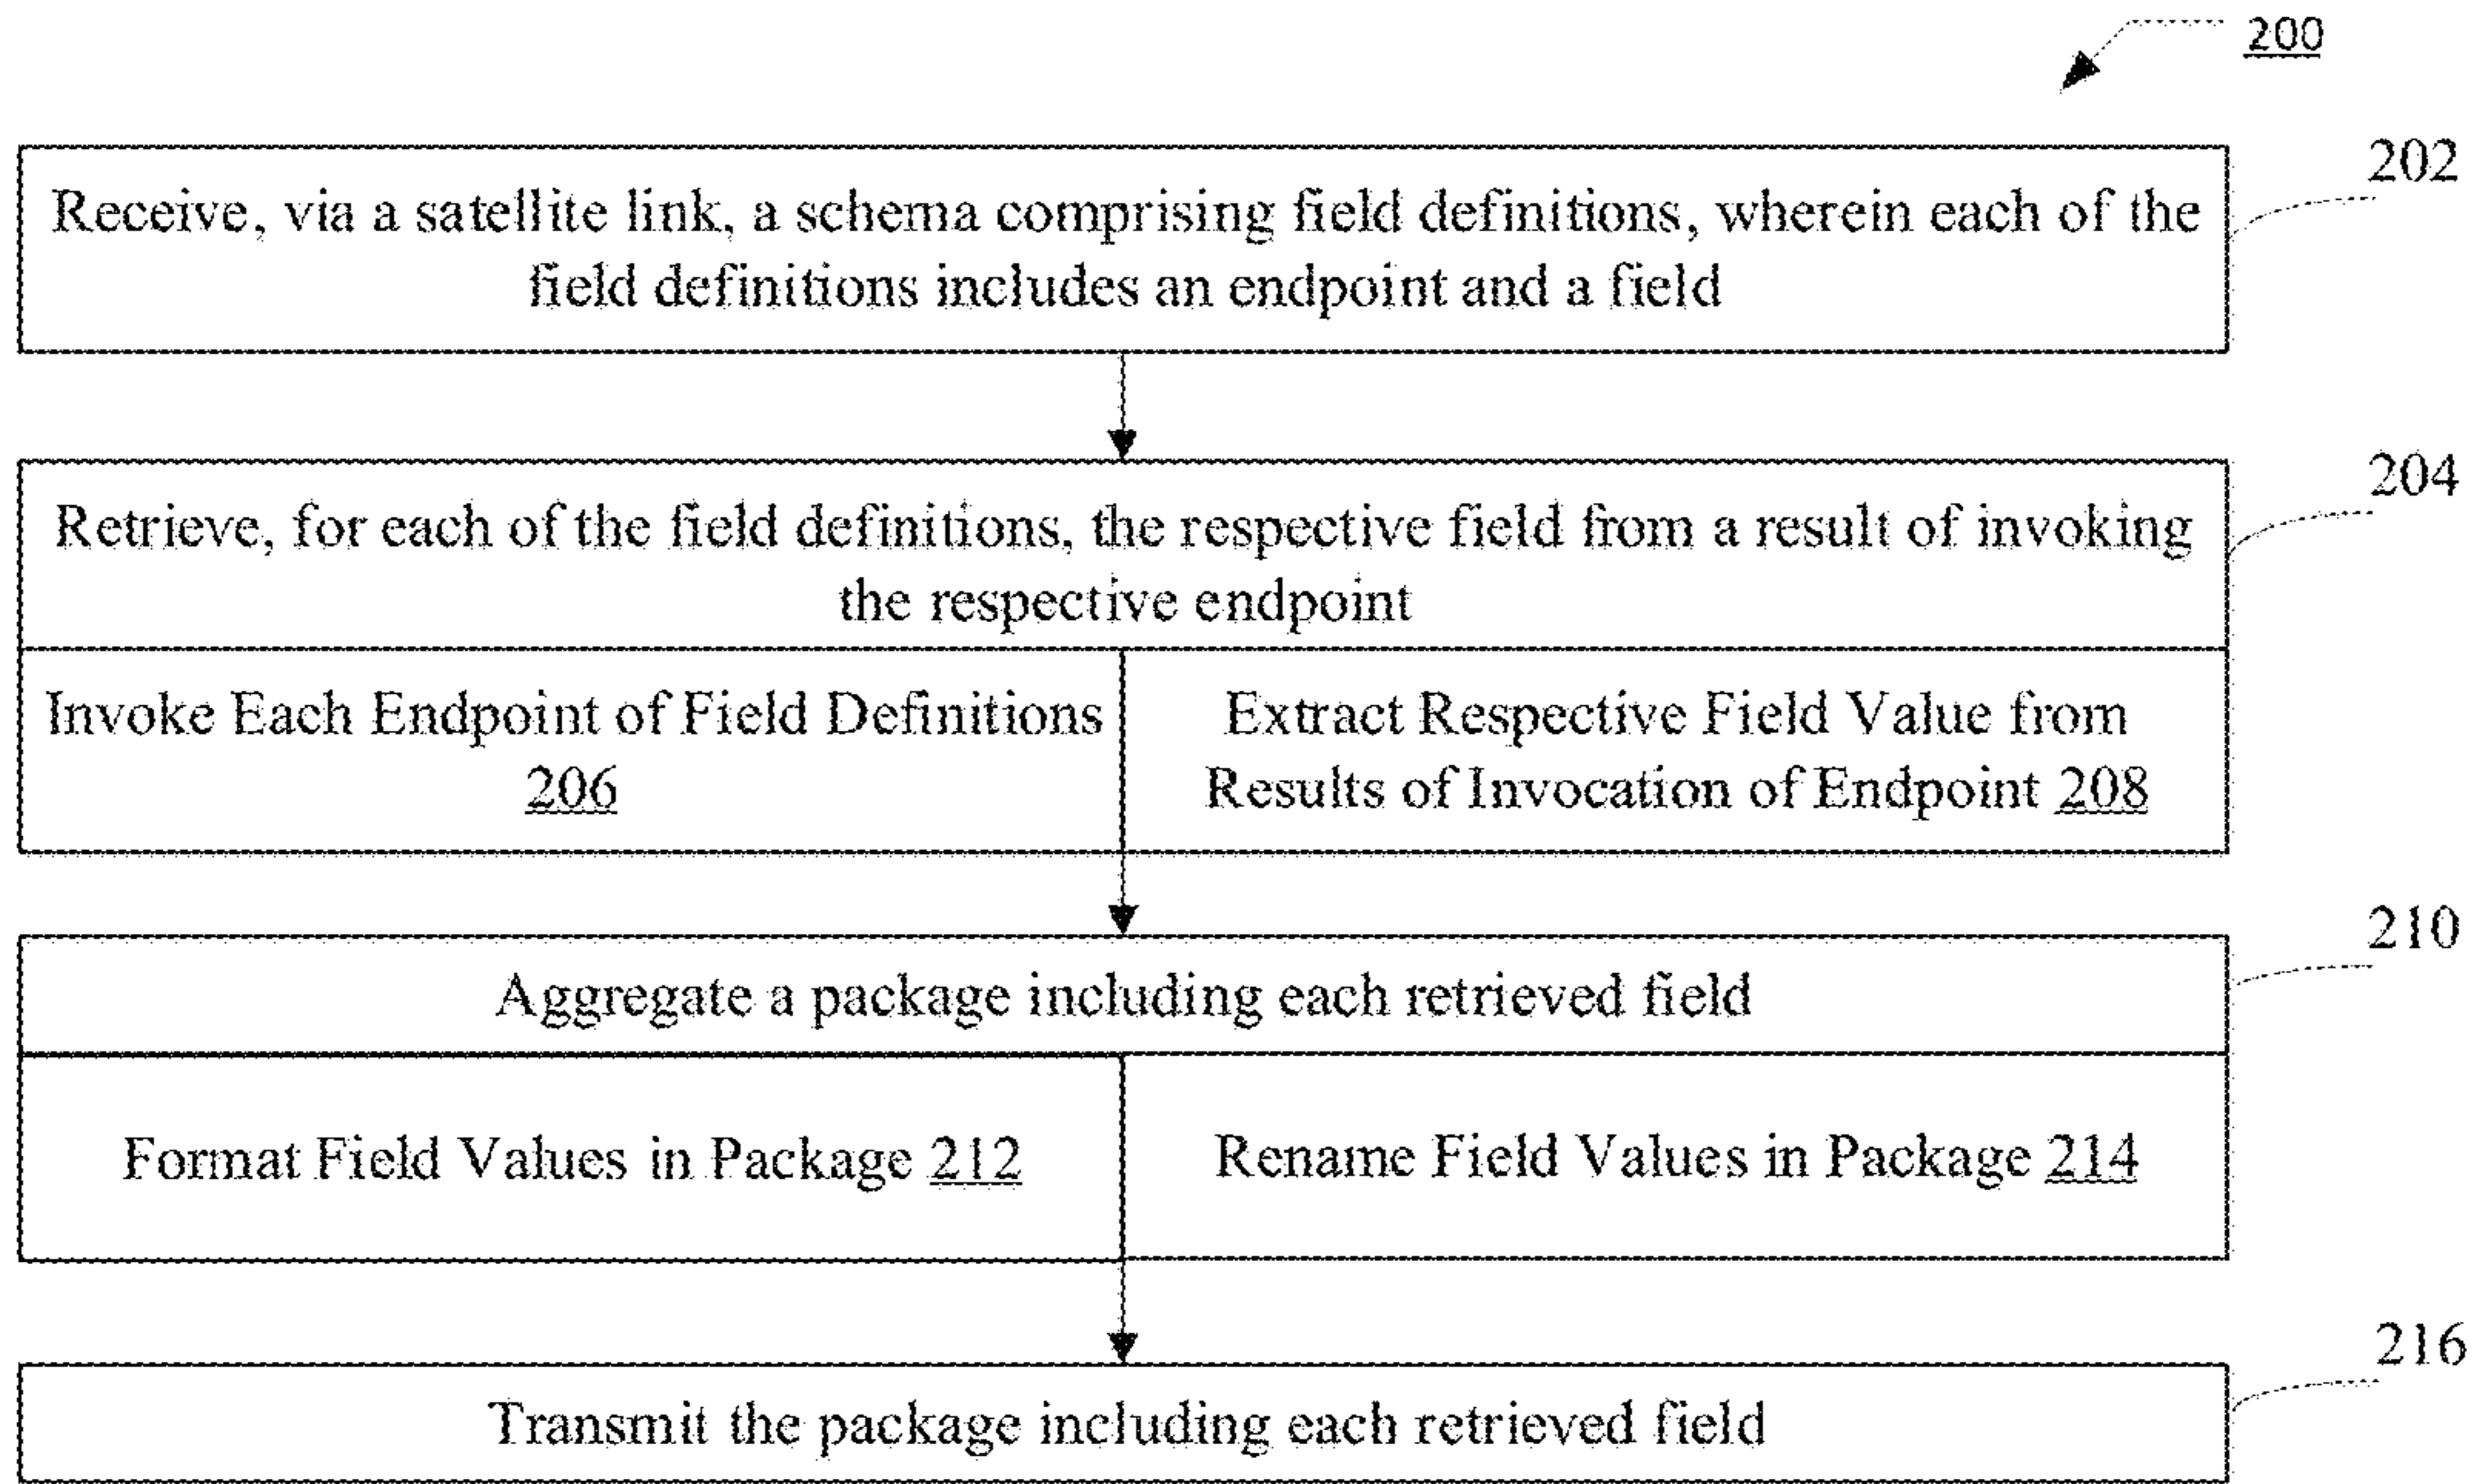 200
202
Receive, via a satellite link, a schema comprising field definitions, wherein each of the
field definitions includes an endpoint and a field
204
Retrieve, for each of the field definitions, the respective field from a result of invoking
the respective endpoint
Invoke Each Endpoint of Field Definitions
206
Extract Respective Field Value from
Results of Invocation of Endpoint 208
210
Aggregate a package including each retrieved field
Format Field Values in Package 212
Rename Field Values in Package 214
216
Transmit the package including each retrieved field